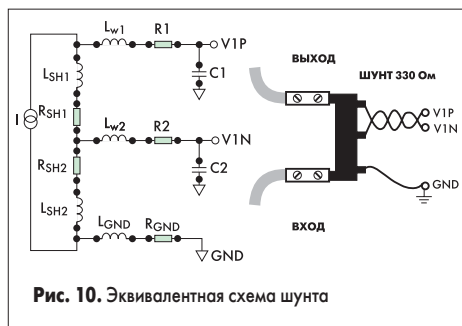 Lw1
R1
V1P
C1
LSH1
RSH1
I
Lw2
R2
V1N
C2
RSH2
LSH2
LGND
RGND
GND
ВЫХОД
ШУНТ 330 Ом
V1P
V1N
GND
ВХОД
Рис. 10. Эквивалентная схема шунта